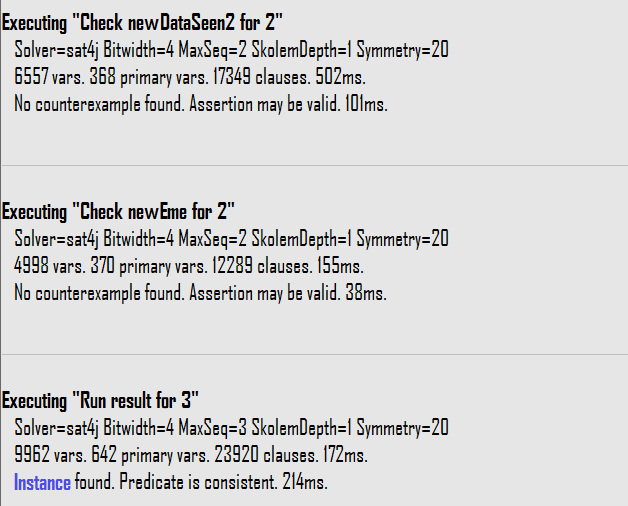 Executing "Check newDataSeen2 for 2"
Solver=sat4j Bitwidth=4 MaxSeq=2 SkolemDepth=1 Symmetry=20
6557 vars. 368 primary vars. 17349 clauses. 502ms.
No counterexample found. Assertion may be valid. 101ms.
Executing "Check newEme for 2"
Solver=sat4j Bitwidth=4 MaxSeq=2 SkolemDepth=1 Symmetry=20
4998 vars. 370 primary vars. 12289 clauses. 155ms.
No counterexample found. Assertion may be valid. 38ms.
Executing "Run result for 3"
Solver=sat4j Bitwidth=4 MaxSeq=3 SkolemDepth=1 Symmetry=20
9962 vars. 642 primary vars. 23920 clauses. 172ms.
Instance found. Predicate is consistent. 214ms.